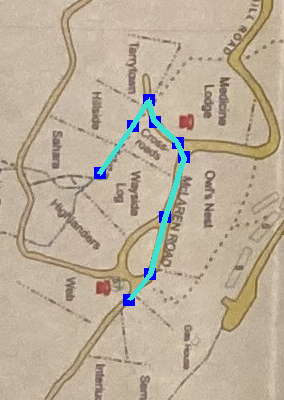 HILL ROAD
Tarrytown
Medicine
Lodge
Hillside
Cross-
roads
Sahara
Wayside
Log
Owl's Nest
McLAREN ROAD
Highlanders
Web
Gas House